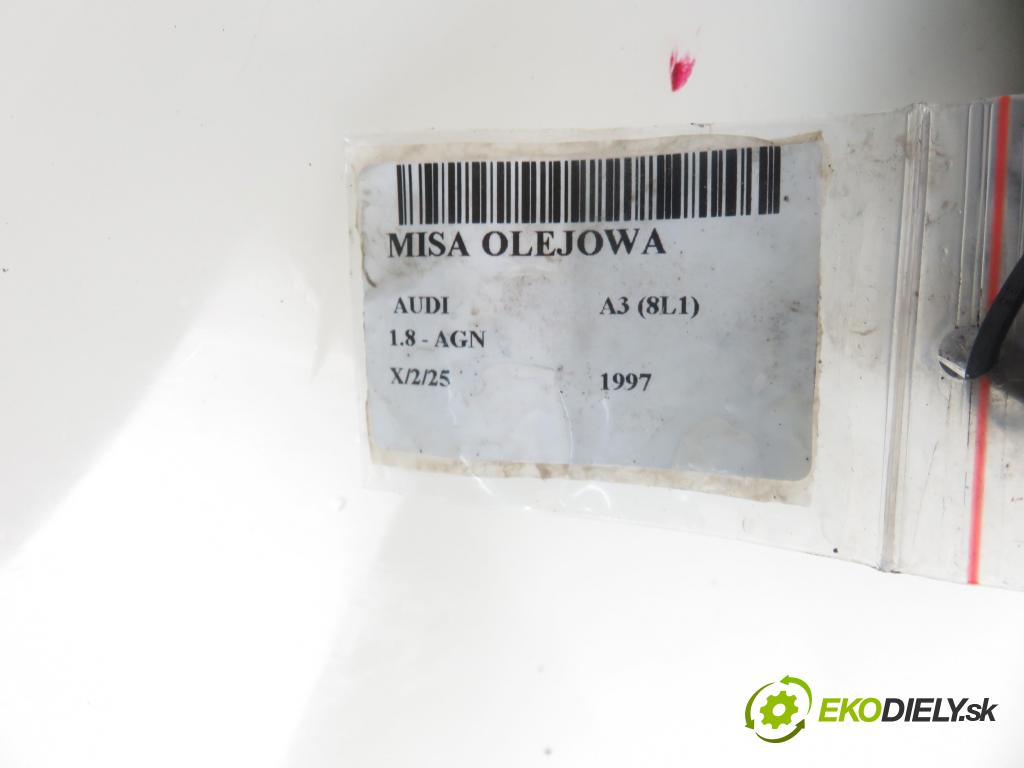 MISA OLEJOWA
AUDI A3 (8L1)
1.8 - AGN
X/2/25 1997
EKODIELY.sk